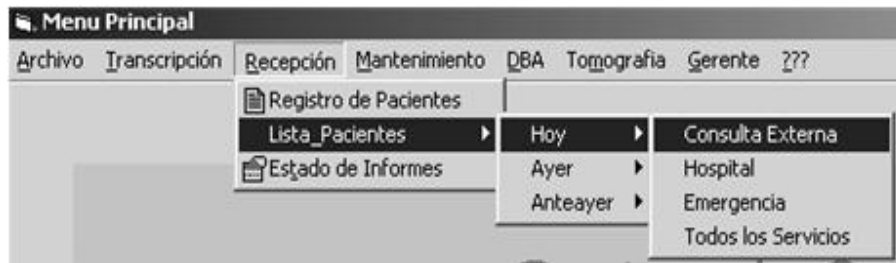 Menu Principal
Archivo Transcripción Recepción Mantenimiento DBA Tomografia Gerente ???
Registro de Pacientes
Lista_Pacientes
Estado de Informes
Hoy
Ayer
Anteayer
Consulta Externa
Hospital
Emergencia
Todos los Servicios